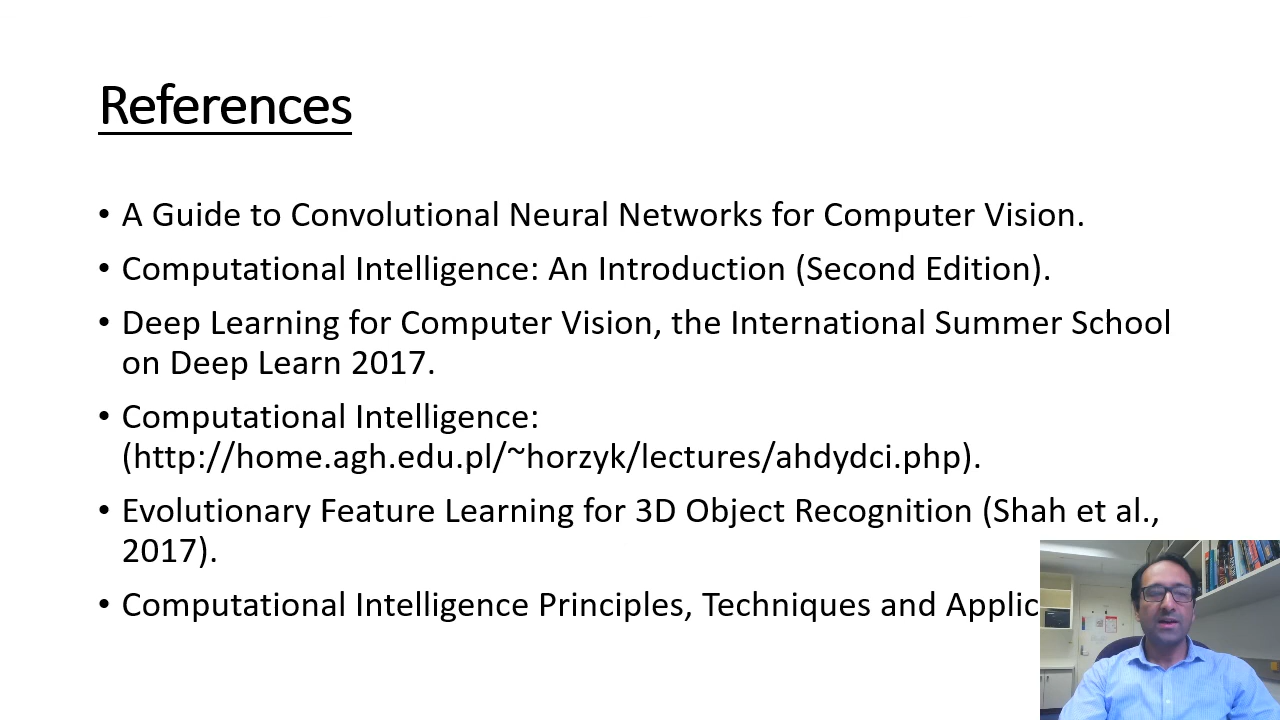 References
• A Guide to Convolutional Neural Networks for Computer Vision.
• Computational Intelligence: An Introduction (Second Edition).
• Deep Learning for Computer Vision, the International Summer School
on Deep Learn 2017.
• Computational Intelligence:
(http://home.agh.edu.pl/~horzyk/lectures/ahdydci.php).
• Evolutionary Feature Learning for 3D Object Recognition (Shah et al.,
2017).
• Computational Intelligence Principles, Techniques and Applic